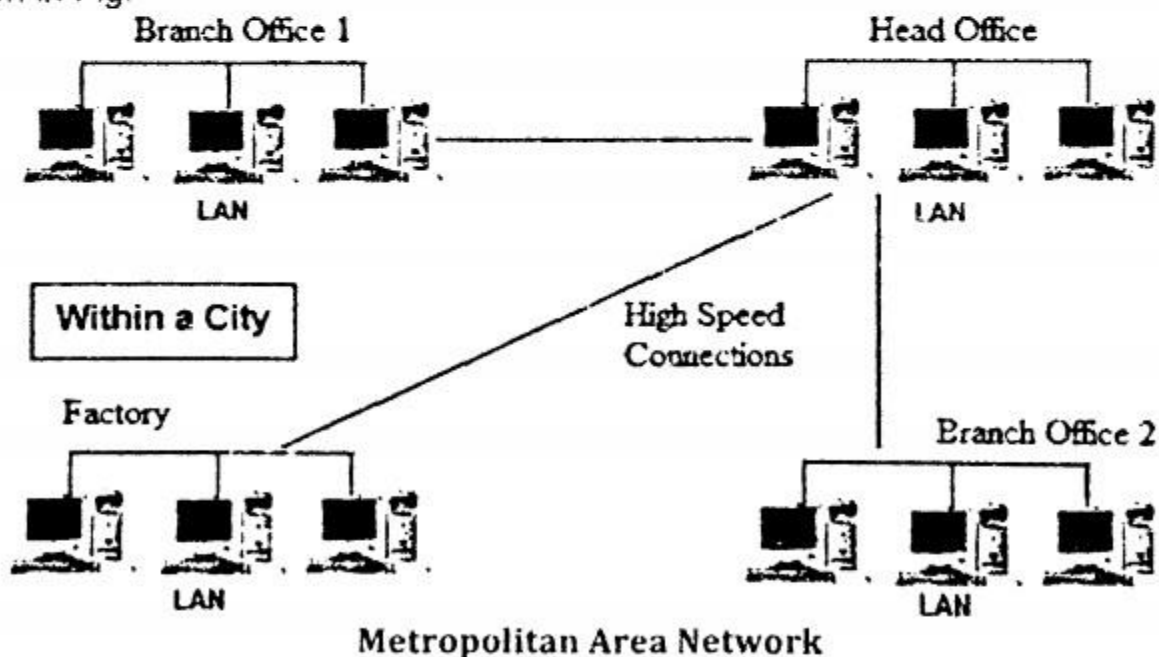 Branch Office 1
Head Office
LAN
LAN
Within a City
High Speed
Connections
Factory
Branch Office 2
LAN
LAN
Metropolitan Area Network